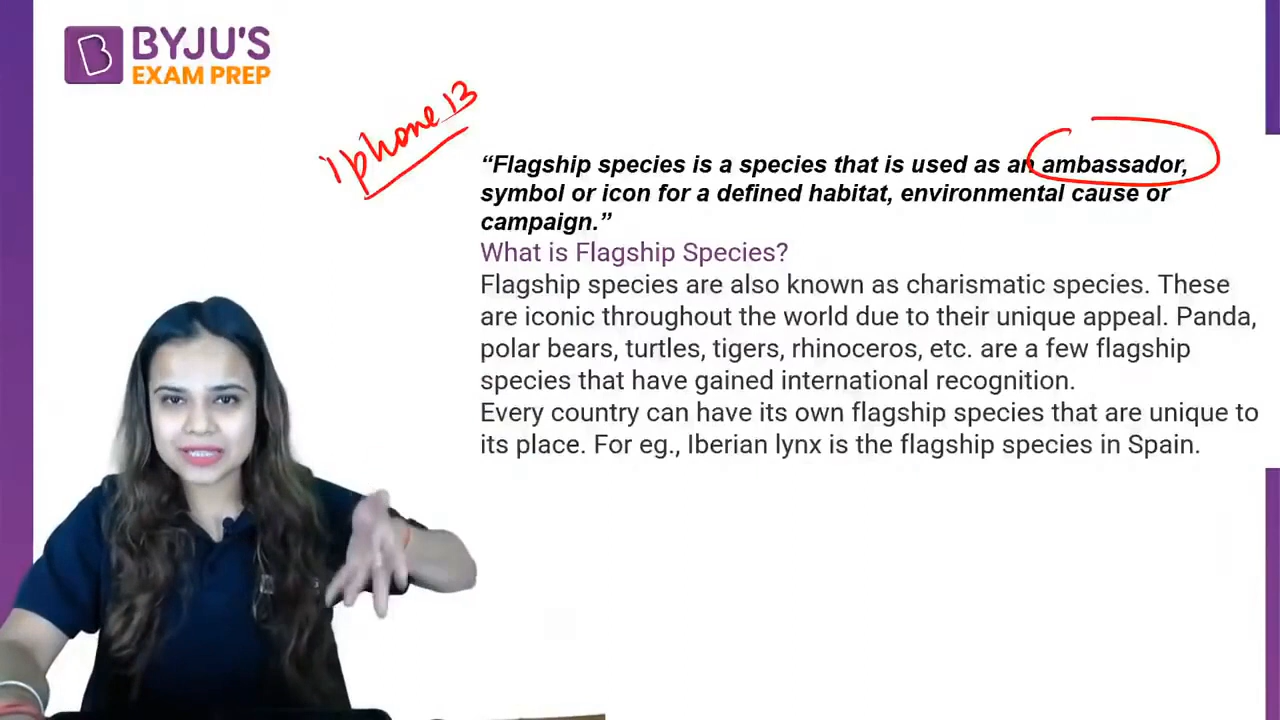 BYJU'S
EXAM PREP
Iphone 13
“Flagship species is a species that is used as an ambassador,
symbol or icon for a defined habitat, environmental cause or
campaign.”
What is Flagship Species?
Flagship species are also known as charismatic species. These
are iconic throughout the world due to their unique appeal. Panda,
polar bears, turtles, tigers, rhinoceros, etc. are a few flagship
species that have gained international recognition.
Every country can have its own flagship species that are unique to
its place. For eg., Iberian lynx is the flagship species in Spain.